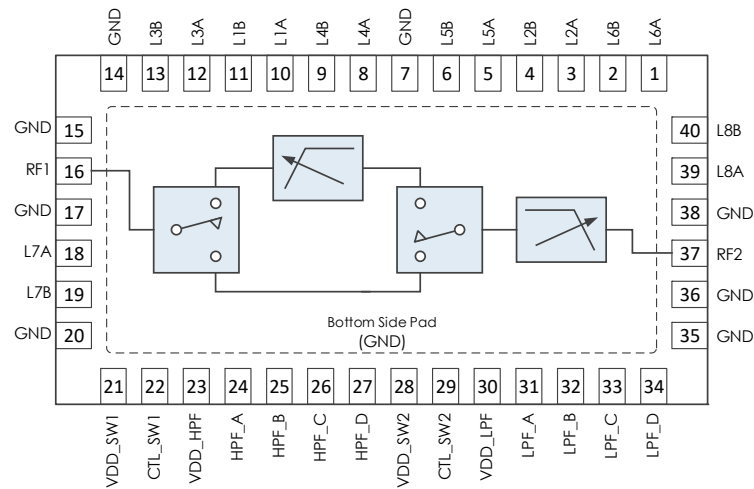 GND L3B L3A L1B L1A L4B L4A GND L5B L5A L2B L2A L6B L6A
14 13 12 11 10 9 8 7 6 5 4 3 2 1
GND 15
RF1 16
GND 17
L7A 18
L7B 19
GND 20
40 L8B
39 L8A
38 GND
37 RF2
36 GND
35 GND
Bottom Side Pad
(GND)
21 22 23 24 25 26 27 28 29 30 31 32 33 34
VDD_SW1 CTL_SW1 VDD_HPF HPF_A HPF_B HPF_C HPF_D VDD_SW2 CTL_SW2 VDD_LPF LPF_A LPF_B LPF_C LPF_D